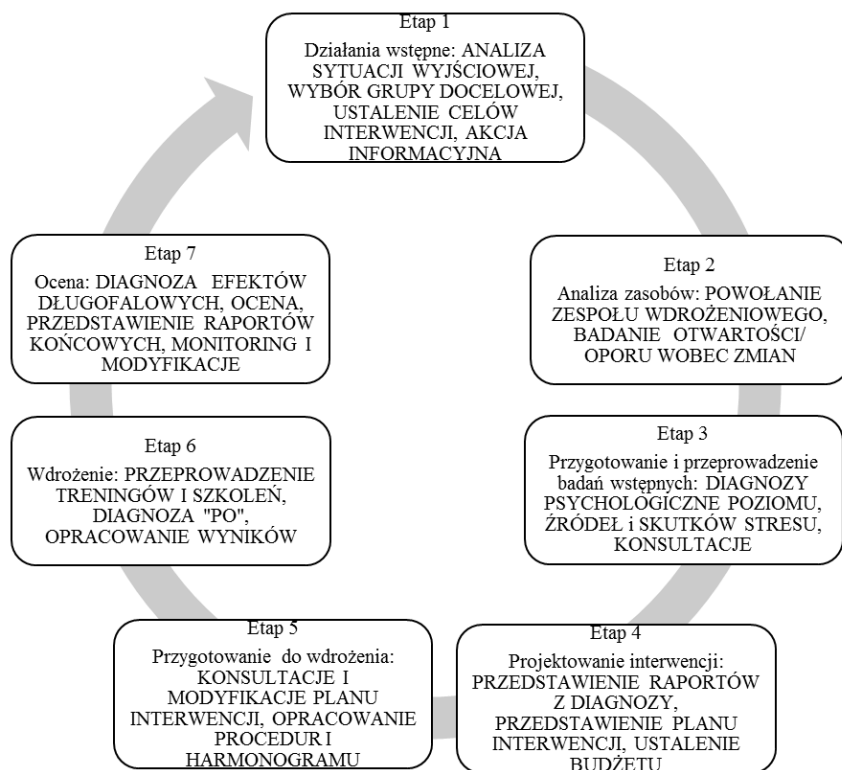 Etap 1
Działania wstępne: ANALIZA
SYTUACJI WYJŚCIOWEJ,
WYBÓR GRUPY DOCELOWEJ,
USTALENIE CELÓW
INTERWENCJI, AKCJA
INFORMACYJNA
Etap 2
Analiza zasobów: POWOŁANIE
ZESPOŁU WDROŻENIOWEGO,
BADANIE OTWARTOŚCI/
OPORU WOBEC ZMIAN
Etap 3
Przygotowanie i przeprowadzenie
badań wstępnych: DIAGNOZY
PSYCHOLOGICZNE POZIOMU,
ŹRÓDEŁ i SKUTKÓW STRESU,
KONSULTACJE
Etap 4
Projektowanie interwencji:
PRZEDSTAWIENIE RAPORTÓW
Z DIAGNOZY,
PRZEDSTAWIENIE PLANU
INTERWENCJI, USTALENIE
BUDŻETU
Etap 5
Przygotowanie do wdrożenia:
KONSULTACJE I
MODYFIKACJE PLANU
INTERWENCJI, OPRACOWANIE
PROCEDUR I
HARMONOGRAMU
Etap 6
Wdrożenie: PRZEPROWADZENIE
TRENINGÓW I SZKOLEŃ,
DIAGNOZA "PO",
OPRACOWANIE WYNIKÓW
Etap 7
Ocena: DIAGNOZA EFEKTÓW
DŁUGOFALOWYCH, OCENA,
PRZEDSTAWIENIE RAPORTÓW
KOŃCOWYCH, MONITORING I
MODYFIKACJE